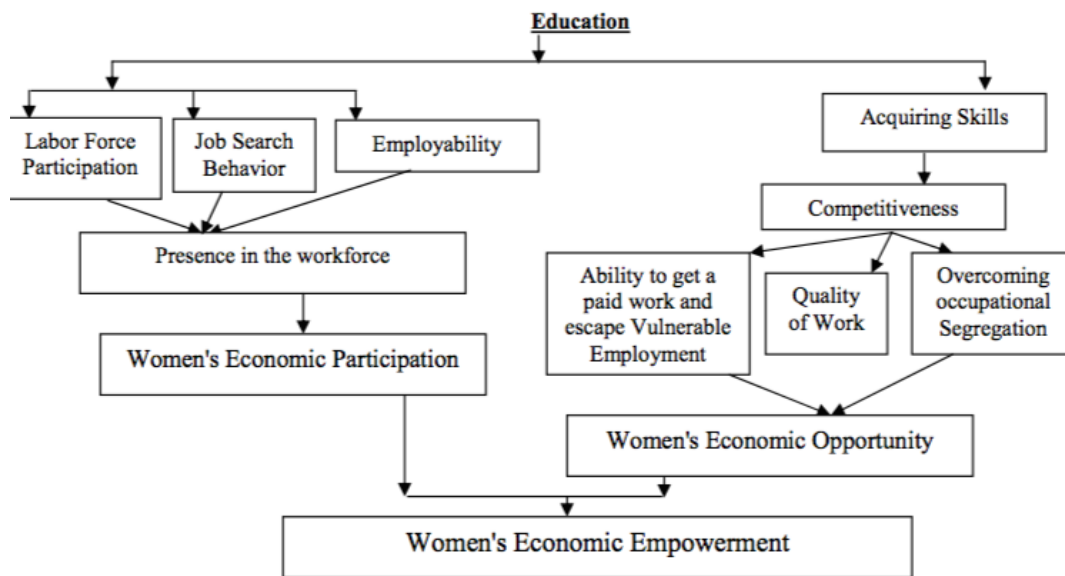 Education
Labor Force
Participation
Job Search
Behavior
Employability
Acquiring Skills
Competitiveness
Presence in the workforce
Ability to get a
paid work and
escape Vulnerable
Employment
Quality
of Work
Overcoming
occupational
Segregation
Women's Economic Participation
Women's Economic Opportunity
Women's Economic Empowerment